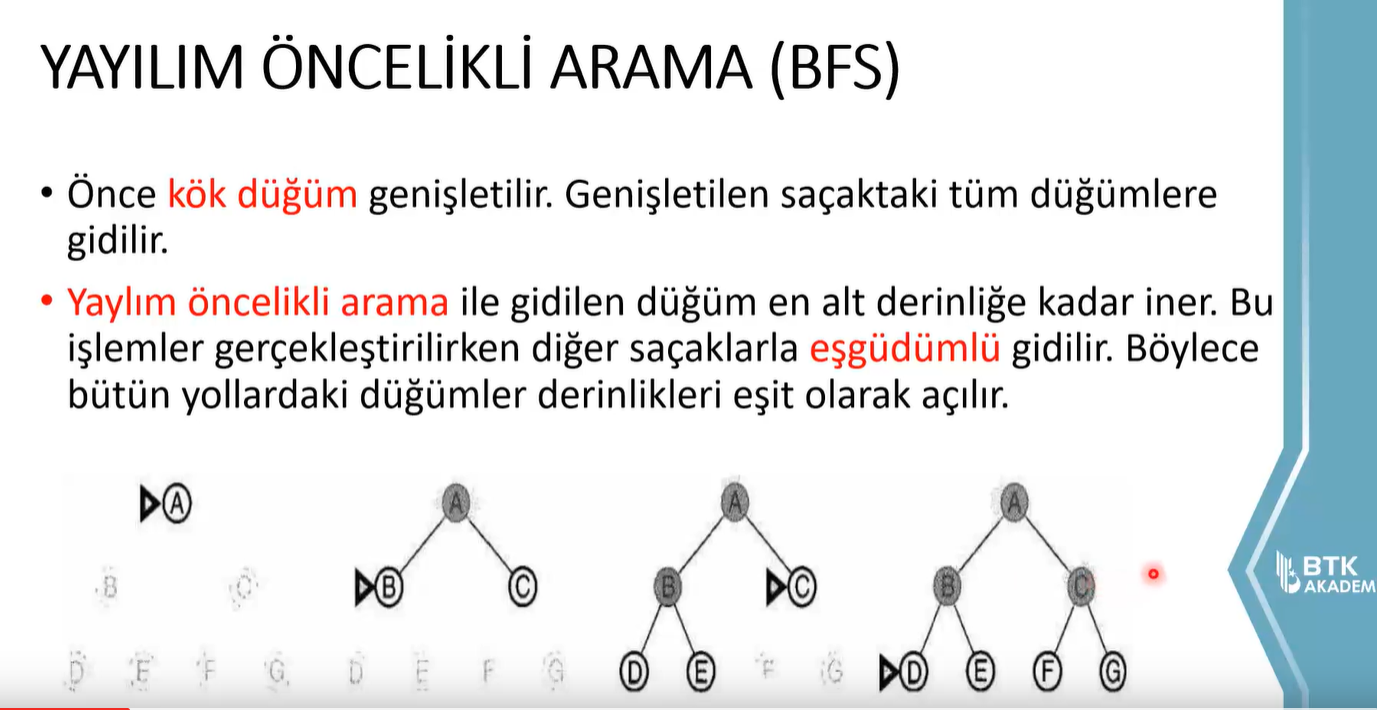 YAYILIM ÖNCELİKLİ ARAMA (BFS)
• Önce kök düğüm genişletilir. Genişletilen saçaktaki tüm düğümlere
gidilir.
• Yaylım öncelikli arama ile gidilen düğüm en alt derinliğe kadar iner. Bu
işlemler gerçekleştirilirken diğer saçaklarla eşgüdümlü gidilir. Böylece
bütün yollardaki düğümler derinlikleri eşit olarak açılır.
A A A A
B C B C B C B C
D E F G D E F G D E F G D E F G
BTK
AKADEM